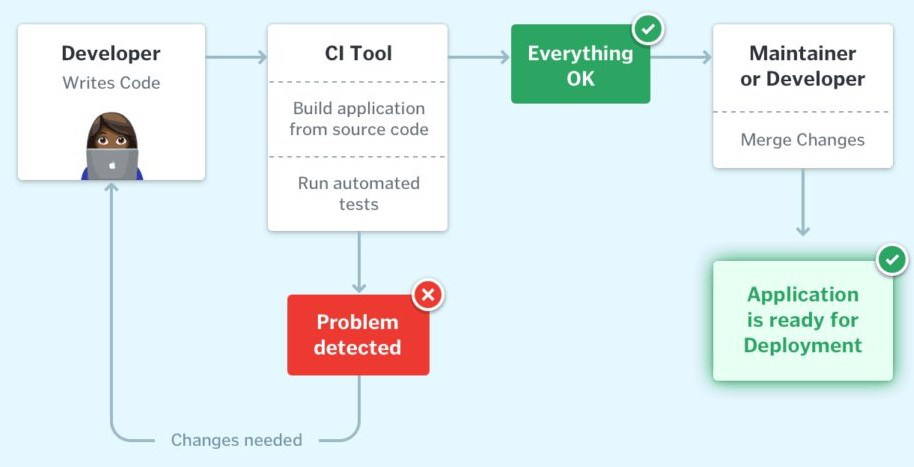 Developer
Writes Code
CI Tool
Build application
from source code
Run automated
tests
Everything
OK
Maintainer
or Developer
Merge Changes
Problem
detected
Changes needed
Application
is ready for
Deployment